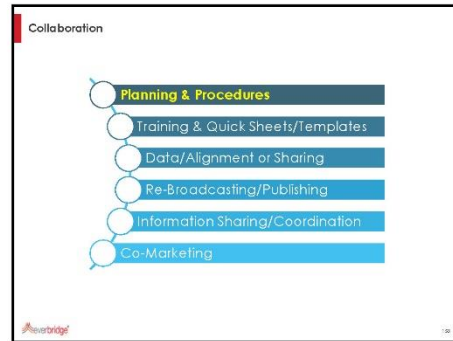 Collaboration
Planning & Procedures
Training & Quick Sheets/Templates
Data/Alignment or Sharing
Re-Broadcasting/Publishing
Information Sharing/Coordination
Co-Marketing
everbridge